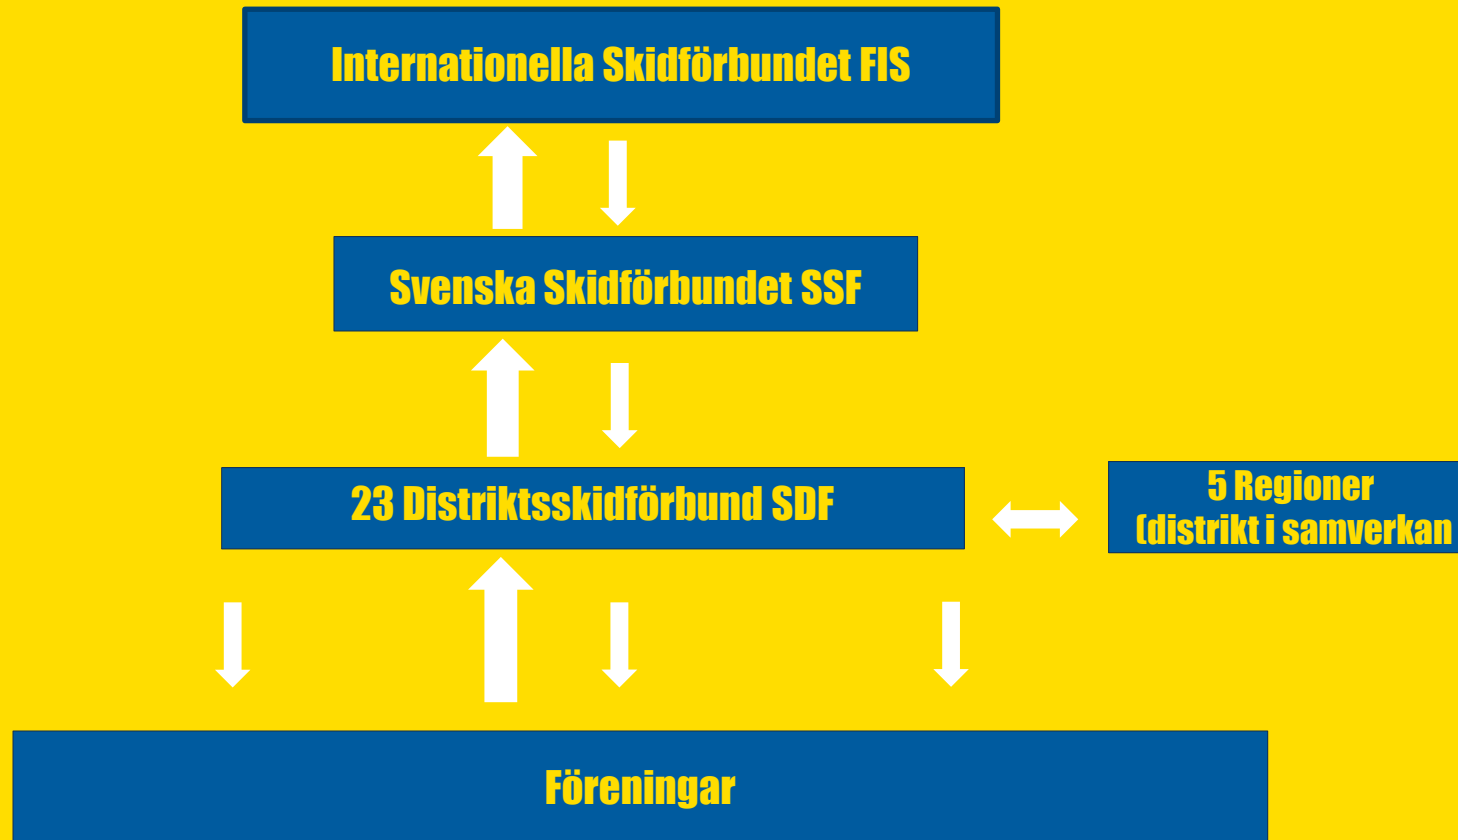 Internationella Skidförbundet FIS
Svenska Skidförbundet SSF
23 Distriktsskidförbund SDF
5 Regioner
(distrikt i samverkan
Föreningar